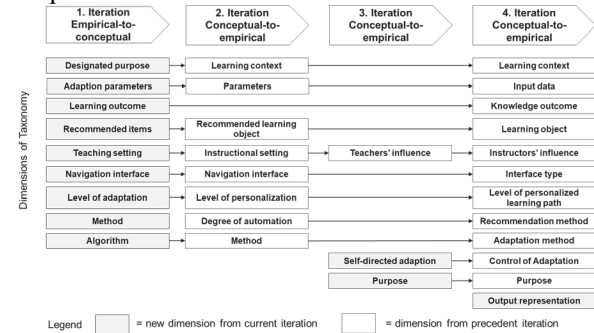 1. Iteration
Empirical-to-
conceptual
2. Iteration
Conceptual-to-
empirical
3. Iteration
Conceptual-to-
empirical
4. Iteration
Conceptual-to-
empirical
Dimensions of Taxonomy
Designated purpose
Learning context
Learning context
Adaption parameters
Parameters
Input data
Learning outcome
Knowledge outcome
Recommended items
Recommended learning
object
Learning object
Teaching setting
Instructional setting
Teachers' influence
Instructors' influence
Navigation interface
Navigation interface
Interface type
Level of adaptation
Level of personalization
Level of personalized
learning path
Method
Degree of automation
Recommendation method
Algorithm
Method
Adaptation method
Self-directed adaption
Control of Adaptation
Purpose
Purpose
Output representation
Legend
= new dimension from current iteration
= dimension from precedent iteration